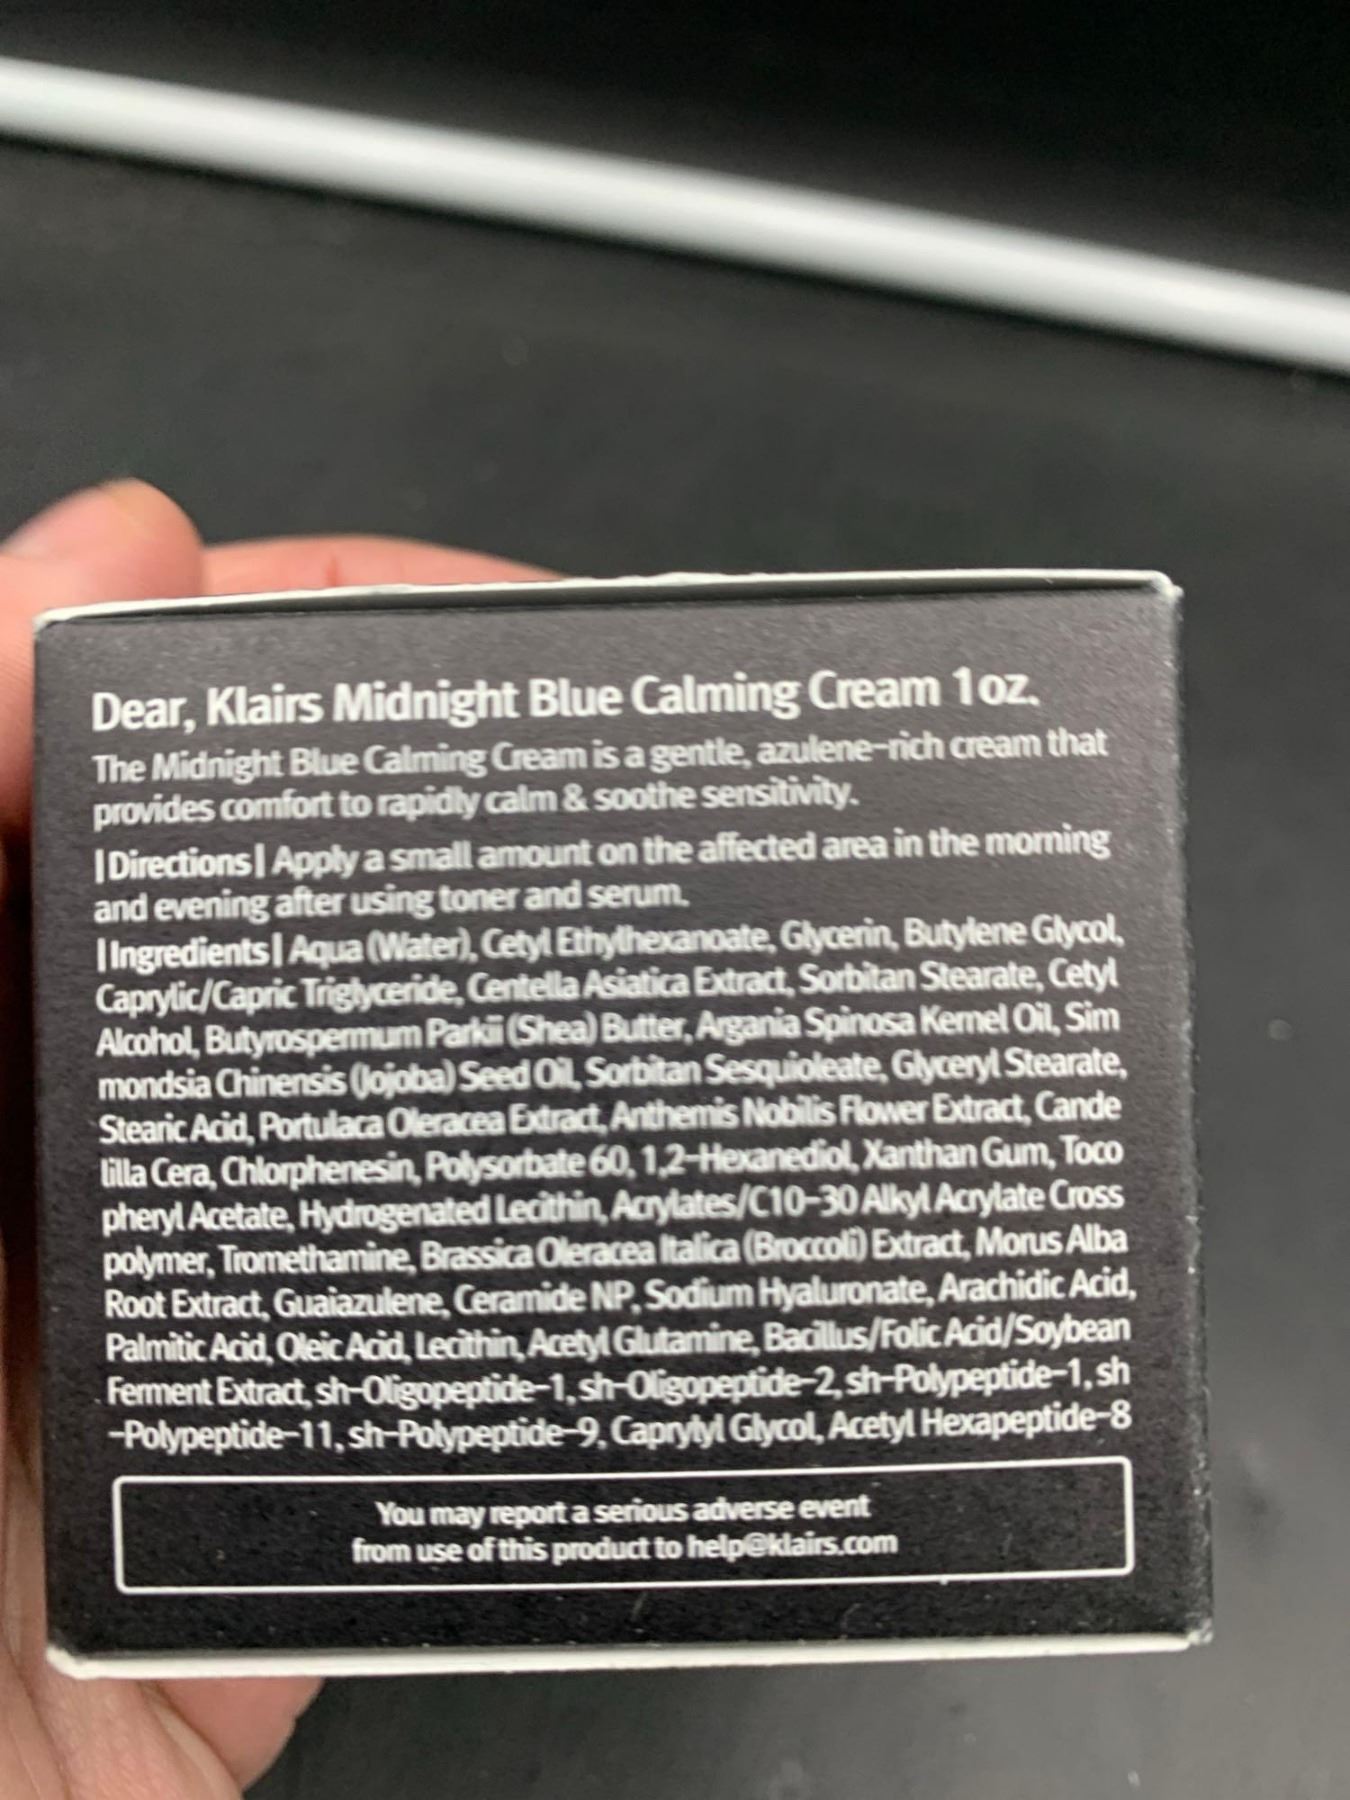 Dear, Klairs Midnight Blue Calming Cream 1oz.
The Midnight Blue Calming Cream is a gentle, azulene-rich cream that
provides comfort to rapidly calm & soothe sensitivity.
|Directions| Apply a small amount on the affected area in the morning
and evening after using toner and serum.
|Ingredients| Aqua (Water), Cetyl Ethylhexanoate, Glycerin, Butylene Glycol,
Caprylic/Capric Triglyceride, Centella Asiatica Extract, Sorbitan Stearate, Cetyl
Alcohol, Butyrospermum Parkii (Shea) Butter, Argania Spinosa Kernel Oil, Sim
mondsia Chinensis (Jojoba) Seed Oil, Sorbitan Sesquioleate, Glyceryl Stearate,
Stearic Acid, Portulaca Oleracea Extract, Anthemis Nobilis Flower Extract, Cande
lilla Cera, Chlorphenesin, Polysorbate 60, 1,2-Hexanediol, Xanthan Gum, Toco
pheryl Acetate, Hydrogenated Lecithin, Acrylates/C10-30 Alkyl Acrylate Cross
polymer, Tromethamine, Brassica Oleracea Italica (Broccoli) Extract, Morus Alba
Root Extract, Guaiazulene, Ceramide NP, Sodium Hyaluronate, Arachidic Acid,
Palmitic Acid, Oleic Acid, Lecithin, Acetyl Glutamine, Bacillus/Folic Acid/Soybean
Ferment Extract, sh-Oligopeptide-1, sh-Oligopeptide-2, sh-Polypeptide-1, sh
-Polypeptide-11, sh-Polypeptide-9, Caprylyl Glycol, Acetyl Hexapeptide-8
You may report a serious adverse event
from use of this product to help@klairs.com